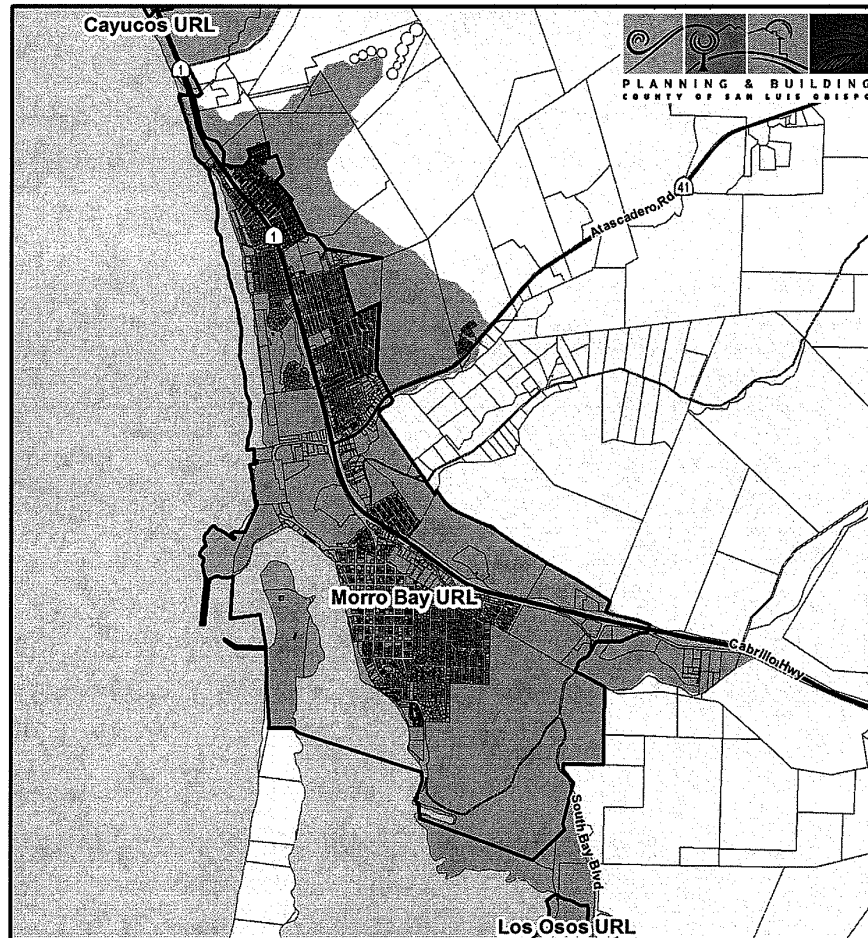 Cayucos URL
1
PLANNING & BUILDING
COUNTY OF SAN LUIS OBISPO
41
Atascadero Rd
1
Morro Bay URL
Cabrillo Hwy
South Bay Blvd
Los Osos URL